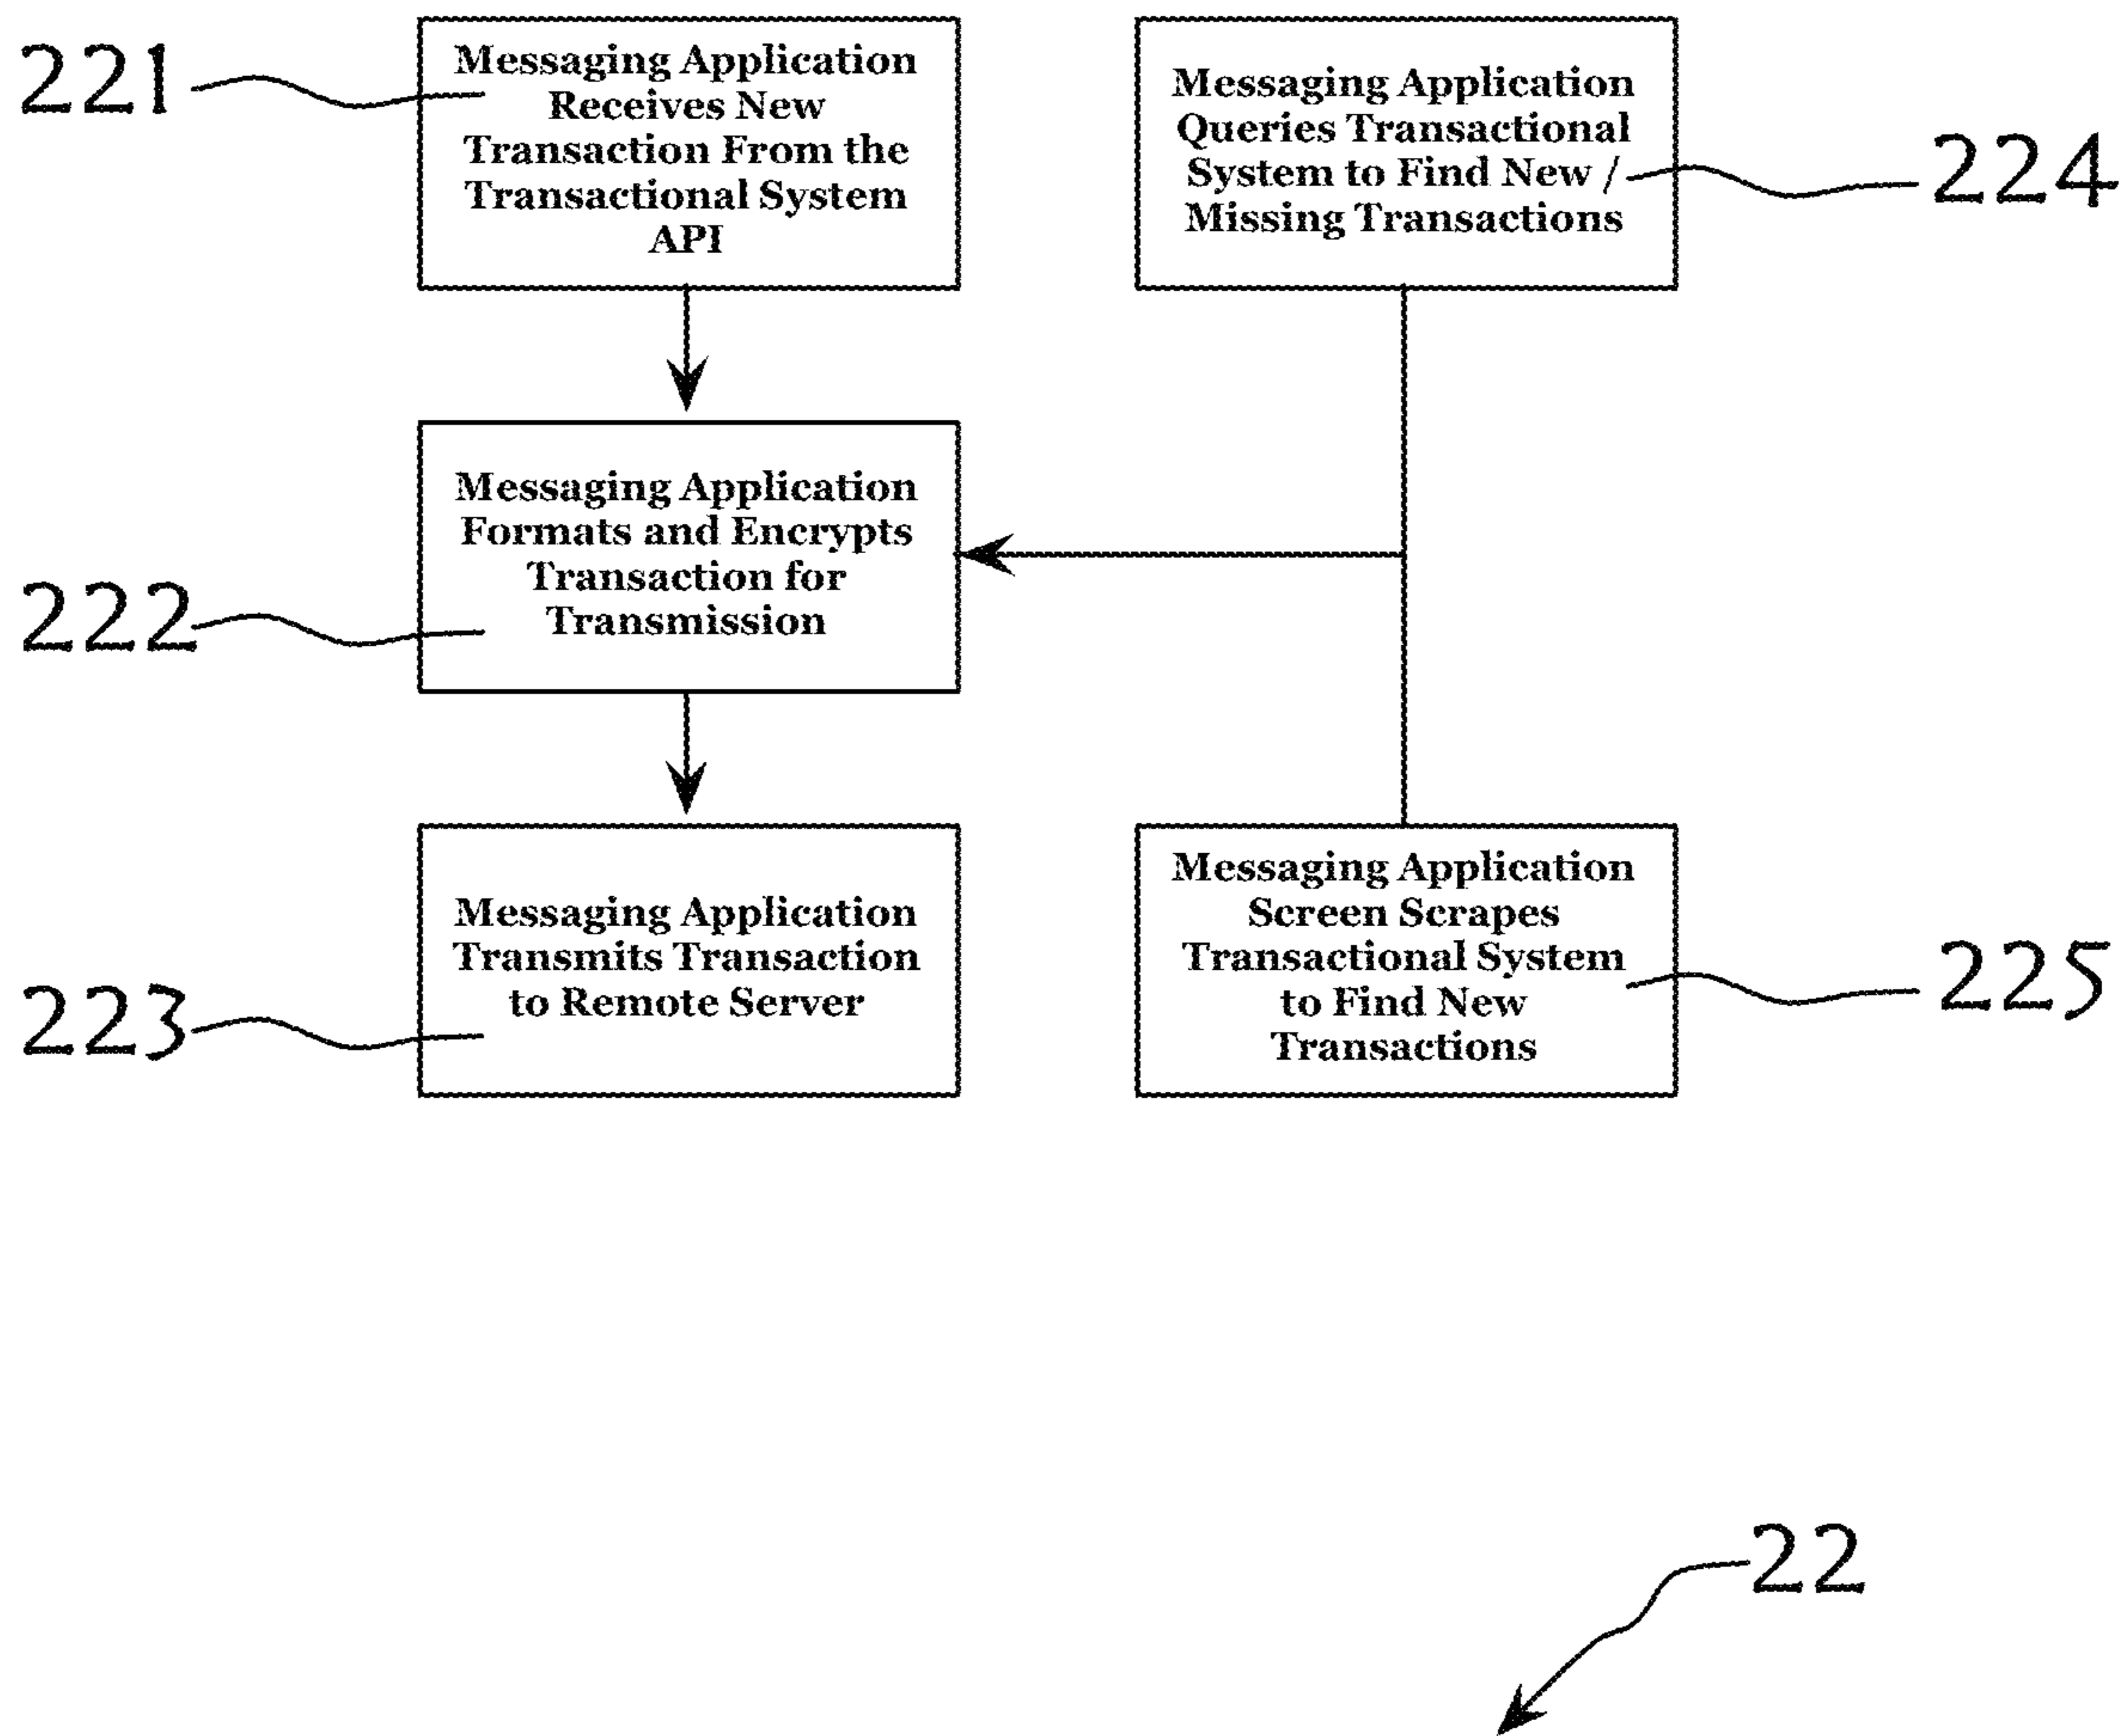 221
Messaging Application
Receives New
Transaction From the
Transactional System
API
Messaging Application
Queries Transactional
System to Find New /
Missing Transactions
224
222
Messaging Application
Formats and Encrypts
Transaction for
Transmission
223
Messaging Application
Transmits Transaction
to Remote Server
Messaging Application
Screen Scrapes
Transactional System
to Find New
Transactions
225
22